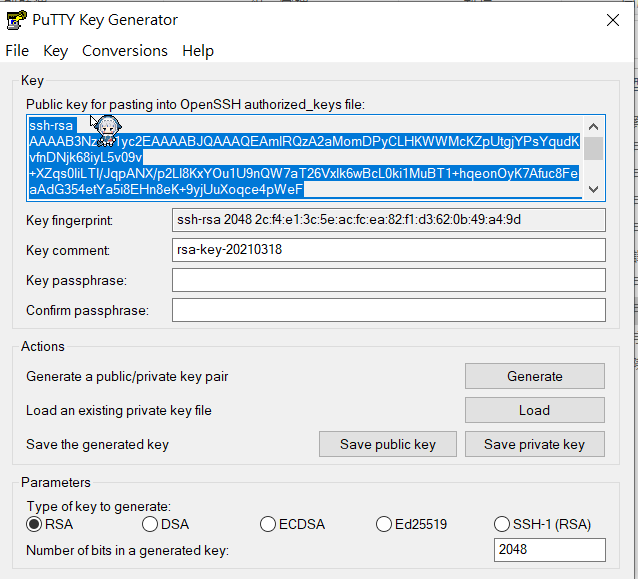 PuTTY Key Generator
File Key Conversions Help
Key
Public key for pasting into OpenSSH authorized_keys file:
ssh-rsa
AAAAB3Nz 1yc2EAAAABJQAAAQEAmlRQzA2aMomDPyCLHKWWMcKZpUtgjYPsYqudK
vfnDNjk68iyL5v09v
+XZqs0liLTl/JqpANX/p2LI8KxYOu1U9nQW7aT26Vxlk6wBcL0ki1MuBT1+hqeonOyK7Afuc8Fe
aAdG354etYa5i8EHn8eK+9yjUuXoqce4pWeF
Key fingerprint: ssh-rsa 2048 2c:f4:e1:3c:5e:ac:fc:ea:82:f1:d3:62:0b:49:a4:9d
Key comment: rsa-key-20210318
Key passphrase:
Confirm passphrase:
Actions
Generate a public/private key pair Generate
Load an existing private key file Load
Save the generated key Save public key Save private key
Parameters
Type of key to generate:
RSA DSA ECDSA Ed25519 SSH-1 (RSA)
Number of bits in a generated key: 2048